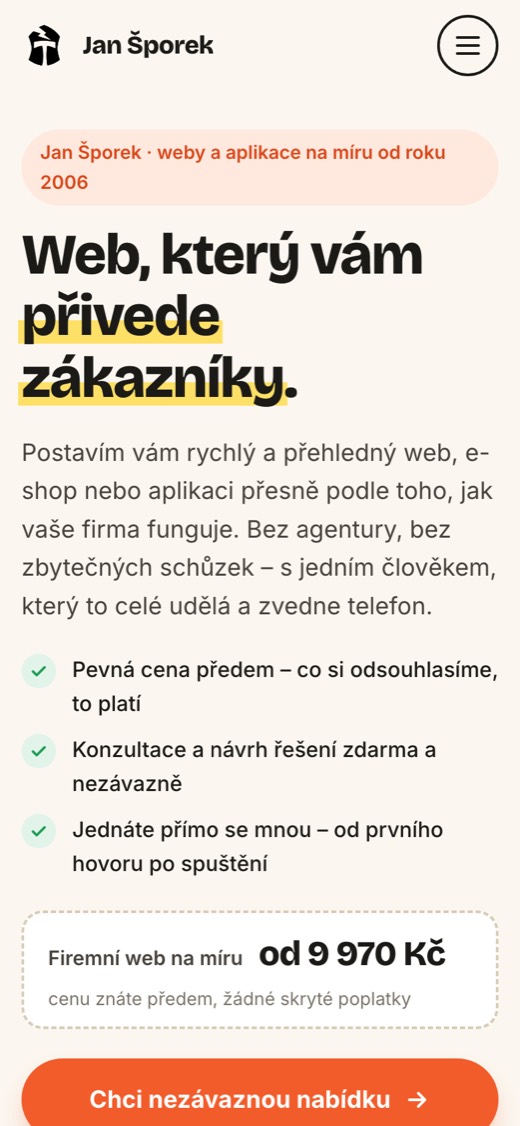 Jan Šporek
Jan Šporek · weby a aplikace na míru od roku
2006
Web, který vám
přivede
zákazníky.
Postavím vám rychlý a přehledný web, e-
shop nebo aplikaci přesně podle toho, jak
vaše firma funguje. Bez agentury, bez
zbytečných schůzek – s jedním člověkem,
který to celé udělá a zvedne telefon.
Pevná cena předem – co si odsouhlasíme,
to platí
Konzultace a návrh řešení zdarma a
nezávazně
Jednáte přímo se mnou – od prvního
hovoru po spuštění
Firemní web na míru od 9 970 Kč
cenu znáte předem, žádné skryté poplatky
Chci nezávaznou nabídku →